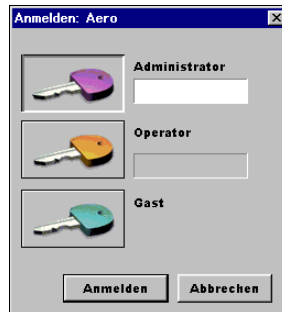 Anmelden: Aero
Administrator
Operator
Gast
Anmelden
Abbrechen